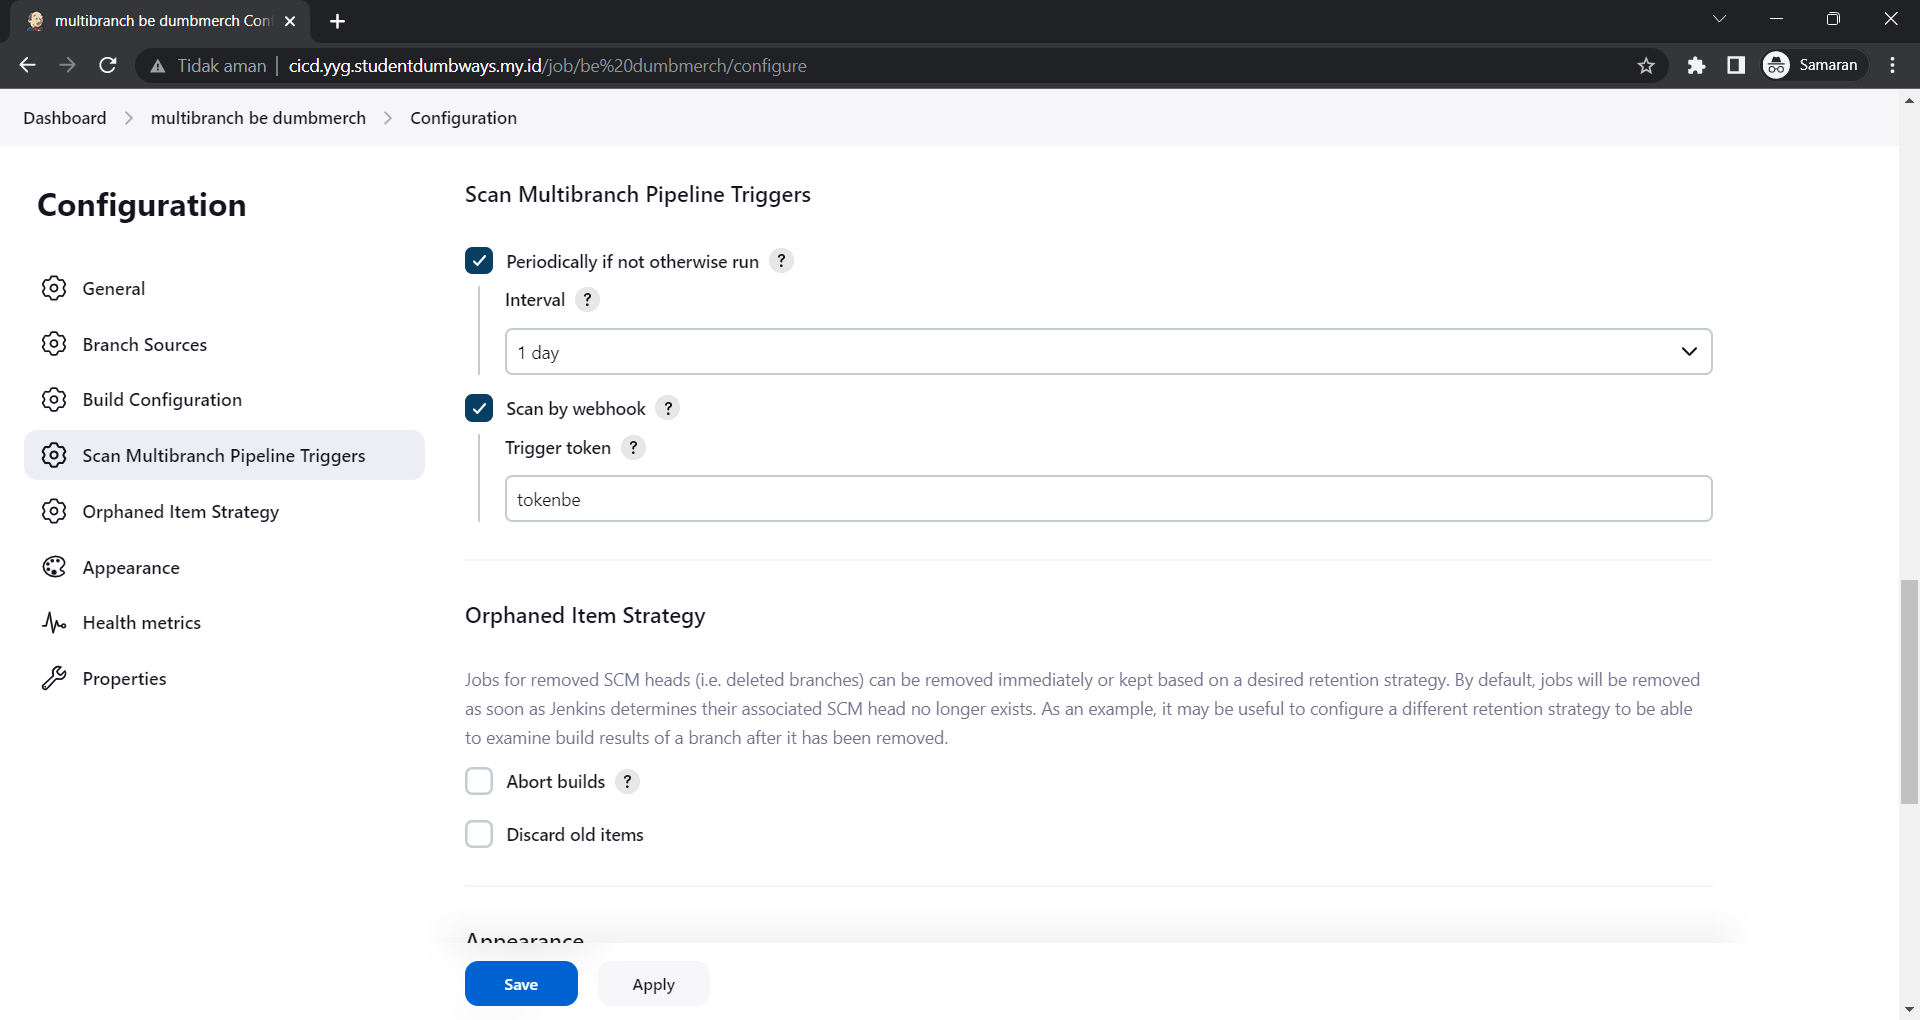 multibranch be dumbmerch Con
Tidak aman
cicd.yyg.studentdumbways.my.id/job/be%20dumbmerch/configure
Samaran
Dashboard
multibranch be dumbmerch
Configuration
Configuration
General
Branch Sources
Build Configuration
Scan Multibranch Pipeline Triggers
Orphaned Item Strategy
Appearance
Health metrics
Properties
Scan Multibranch Pipeline Triggers
Periodically if not otherwise run ?
Interval ?
1 day
Scan by webhook ?
Trigger token ?
tokenbe
Orphaned Item Strategy
Jobs for removed SCM heads (i.e. deleted branches) can be removed immediately or kept based on a desired retention strategy. By default, jobs will be removed
as soon as Jenkins determines their associated SCM head no longer exists. As an example, it may be useful to configure a different retention strategy to be able
to examine build results of a branch after it has been removed.
Abort builds ?
Discard old items
Appearance
Save
Apply